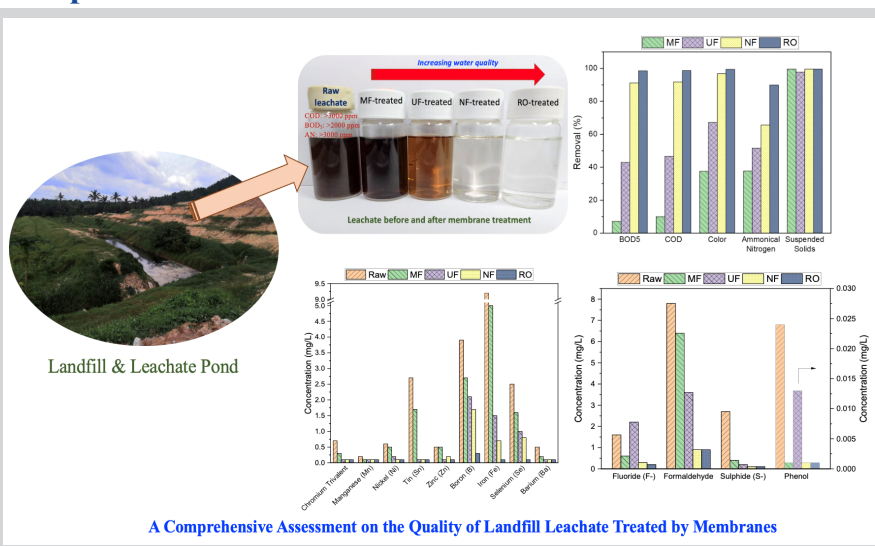 Increasing water quality
Raw
leachate
MF-treated
UF-treated
NF-treated
RO-treated
COD: >3000 ppm
BOD5: >2000 ppm
AN: >3000 ppm
Leachate before and after membrane treatment
Landfill & Leachate Pond
MF UF NF RO
Removal (%)
100
80
60
40
20
0
BOD5 COD Color Ammonical Suspended
Nitrogen Solids
Raw MF UF NF RO
Concentration (mg/L)
9.5
9.0
5.0
4.5
4.0
3.5
3.0
2.5
2.0
1.5
1.0
0.5
0.0
Chromium Trivalent
Manganese (Mn)
Nickel (Ni)
Tin (Sn)
Zinc (Zn)
Boron (B)
Iron (Fe)
Selenium (Se)
Barium (Ba)
Raw MF UF NF RO
Concentration (mg/L)
8
7
6
5
4
3
2
1
0
0.030
0.025
0.020
0.015
0.010
0.005
0.000
Concentration (mg/L)
Fluoride (F-) Formaldehyde Sulphide (S-) Phenol
A Comprehensive Assessment on the Quality of Landfill Leachate Treated by Membranes